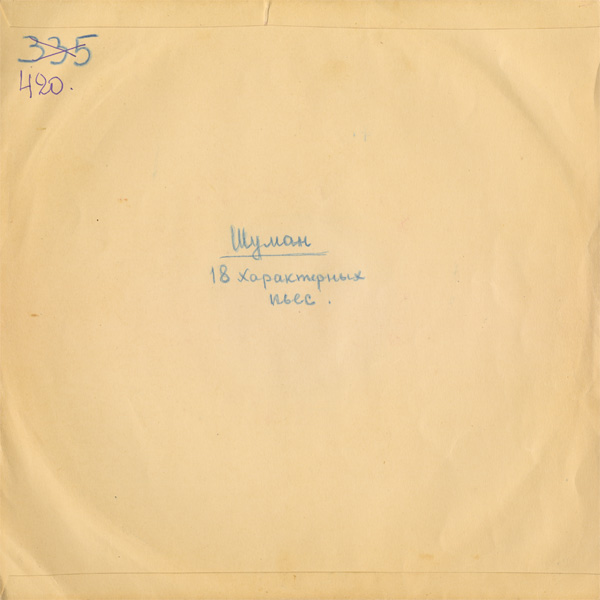 335
420.
Шуман
18 характерных
пьес.